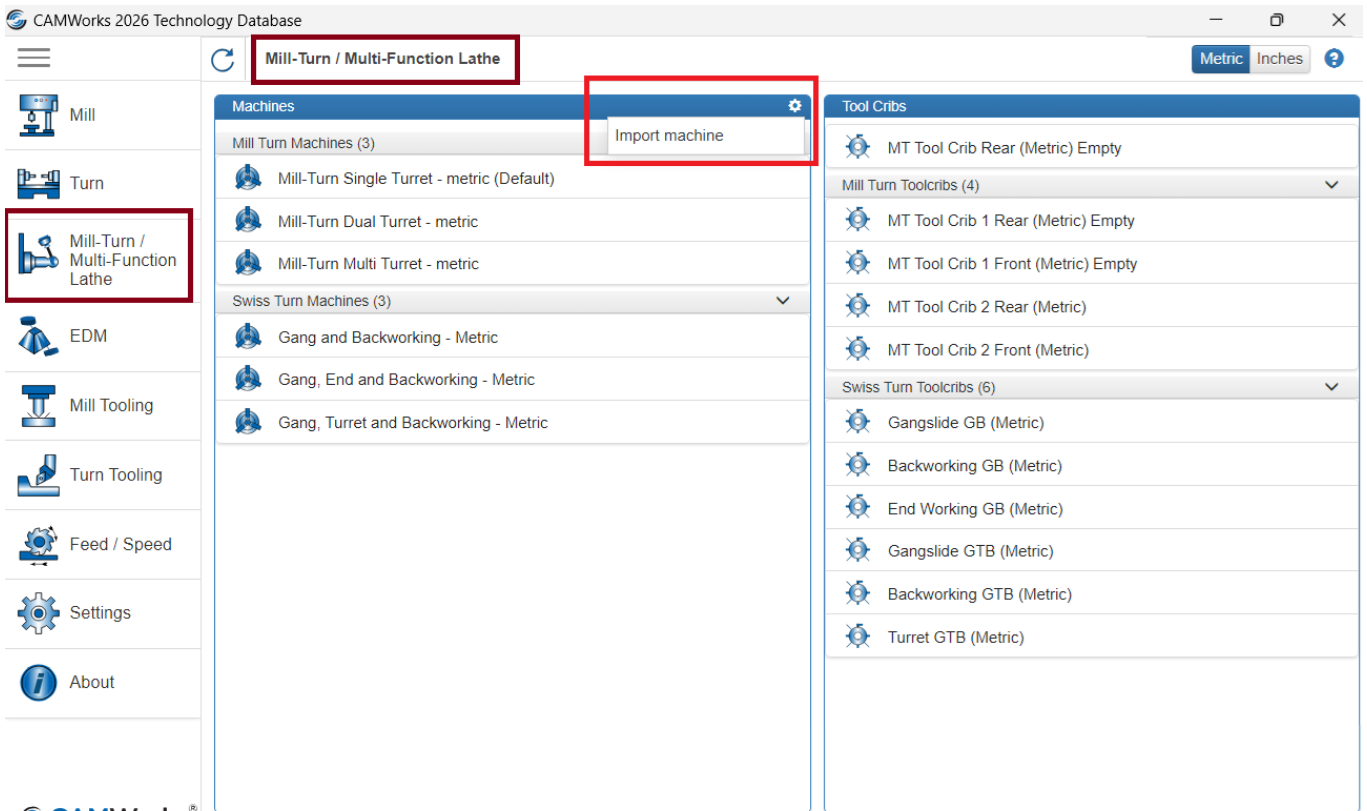 CAMWorks 2026 Technology Database
Mill-Turn / Multi-Function Lathe
Metric
Inches
Mill
Turn
Mill-Turn /
Multi-Function
Lathe
EDM
Mill Tooling
Turn Tooling
Feed / Speed
Settings
About
Machines
Import machine
Mill Turn Machines (3)
Mill-Turn Single Turret - metric (Default)
Mill-Turn Dual Turret - metric
Mill-Turn Multi Turret - metric
Swiss Turn Machines (3)
Gang and Backworking - Metric
Gang, End and Backworking - Metric
Gang, Turret and Backworking - Metric
Tool Cribs
MT Tool Crib Rear (Metric) Empty
Mill Turn Toolcribs (4)
MT Tool Crib 1 Rear (Metric) Empty
MT Tool Crib 1 Front (Metric) Empty
MT Tool Crib 2 Rear (Metric)
MT Tool Crib 2 Front (Metric)
Swiss Turn Toolcribs (6)
Gangslide GB (Metric)
Backworking GB (Metric)
End Working GB (Metric)
Gangslide GTB (Metric)
Backworking GTB (Metric)
Turret GTB (Metric)
CAMWorks®